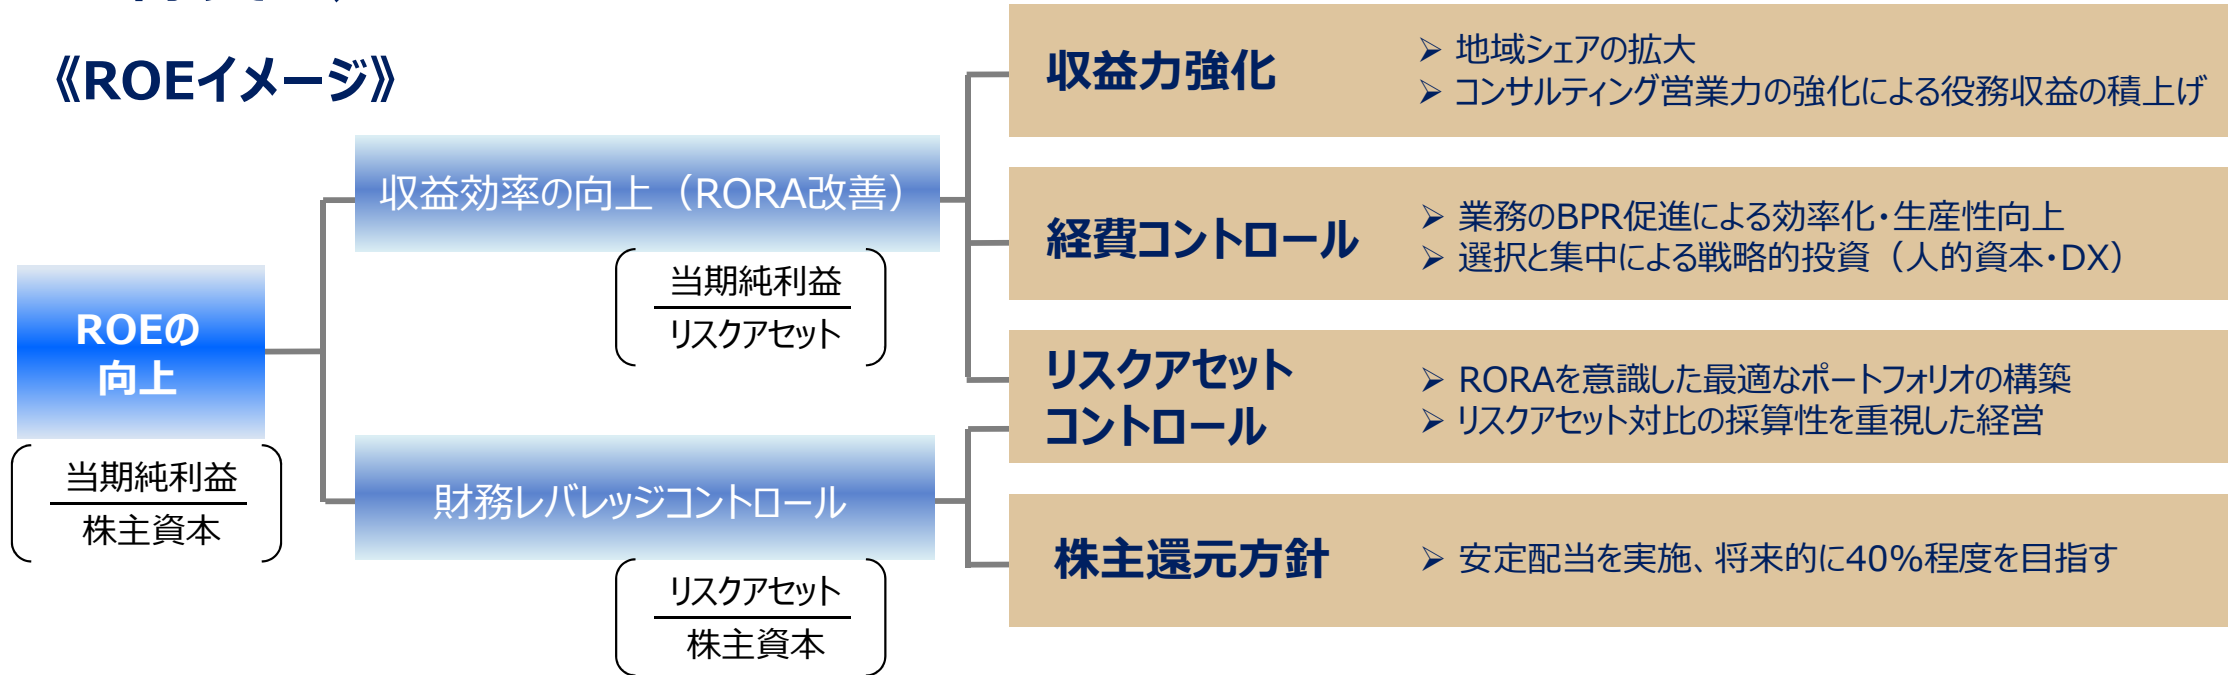 《ROEイメージ》
ROEの
向上
当期純利益
株主資本
収益効率の向上（RORA改善）
当期純利益
リスクアセット
財務レバレッジコントロール
リスクアセット
株主資本
収益力強化
➢ 地域シェアの拡大
➢ コンサルティング営業力の強化による役務収益の積上げ
経費コントロール
➢ 業務のBPR促進による効率化・生産性向上
➢ 選択と集中による戦略的投資（人的資本・DX）
リスクアセット
コントロール
➢ RORAを意識した最適なポートフォリオの構築
➢ リスクアセット対比の採算性を重視した経営
株主還元方針
➢ 安定配当を実施、将来的に40%程度を目指す